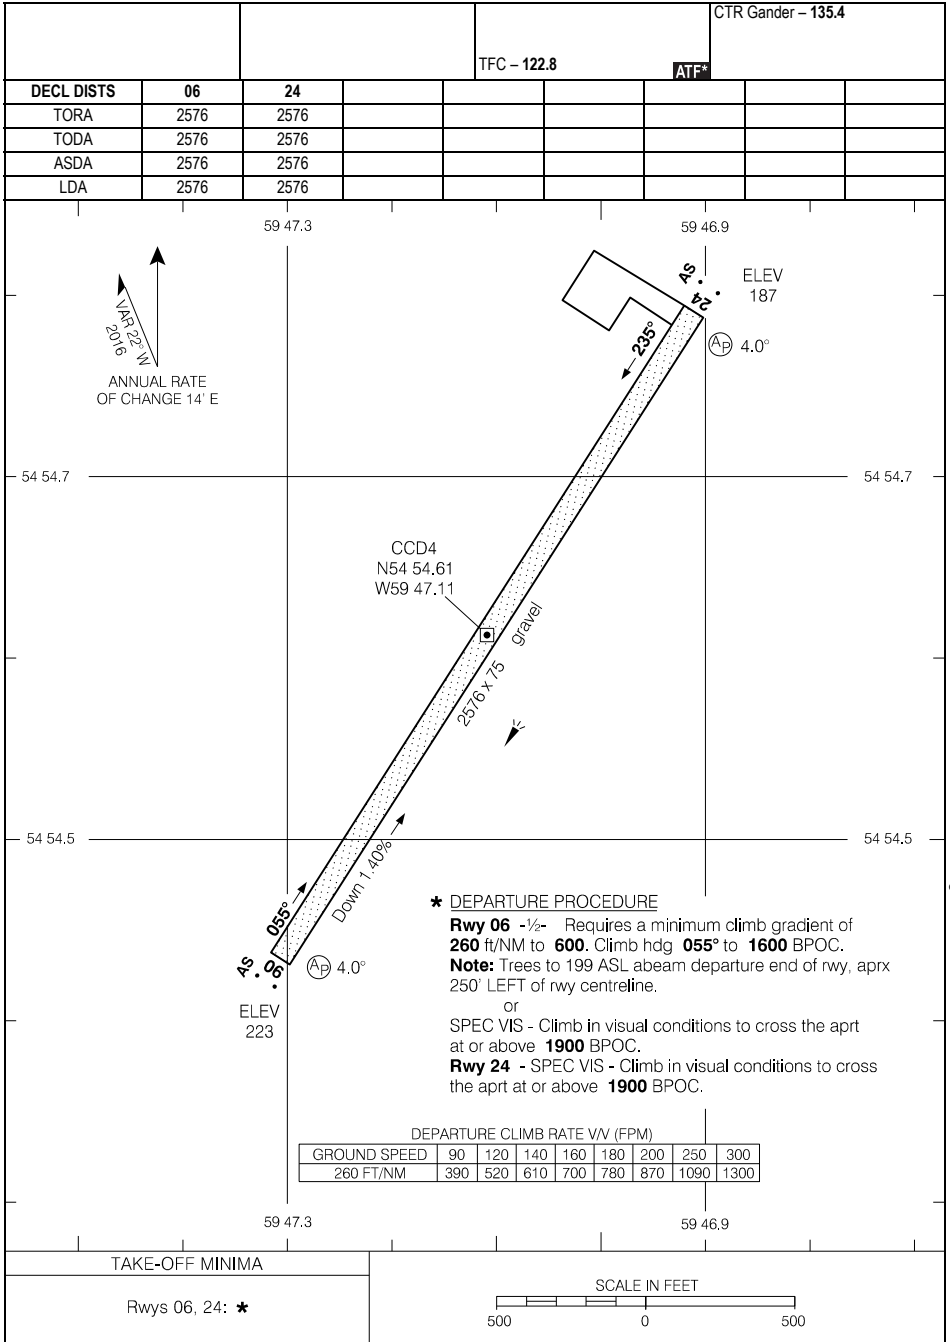 CTR Gander – 135.4
TFC – 122.8 ATF*
DECL DISTS 06 24
TORA 2576 2576
TODA 2576 2576
ASDA 2576 2576
LDA 2576 2576
59 47.3 59 46.9
AS
24
ELEV
187
VAR 22° W
2016
235°
AP 4.0°
ANNUAL RATE
OF CHANGE 14' E
54 54.7 54 54.7
CCD4
N54 54.61
W59 47.11
gravel
2576 x 75
54 54.5 54 54.5
Down 1.40%
055°
AS
06
AP 4.0°
ELEV
223
* DEPARTURE PROCEDURE
Rwy 06 -½- Requires a minimum climb gradient of
260 ft/NM to 600. Climb hdg 055° to 1600 BPOC.
Note: Trees to 199 ASL abeam departure end of rwy, aprx
250' LEFT of rwy centreline.
or
SPEC VIS - Climb in visual conditions to cross the aprt
at or above 1900 BPOC.
Rwy 24 - SPEC VIS - Climb in visual conditions to cross
the aprt at or above 1900 BPOC.
DEPARTURE CLIMB RATE V/V (FPM)
GROUND SPEED 90 120 140 160 180 200 250 300
260 FT/NM 390 520 610 700 780 870 1090 1300
59 47.3 59 46.9
TAKE-OFF MINIMA
Rwys 06, 24: *
SCALE IN FEET
500 0 500